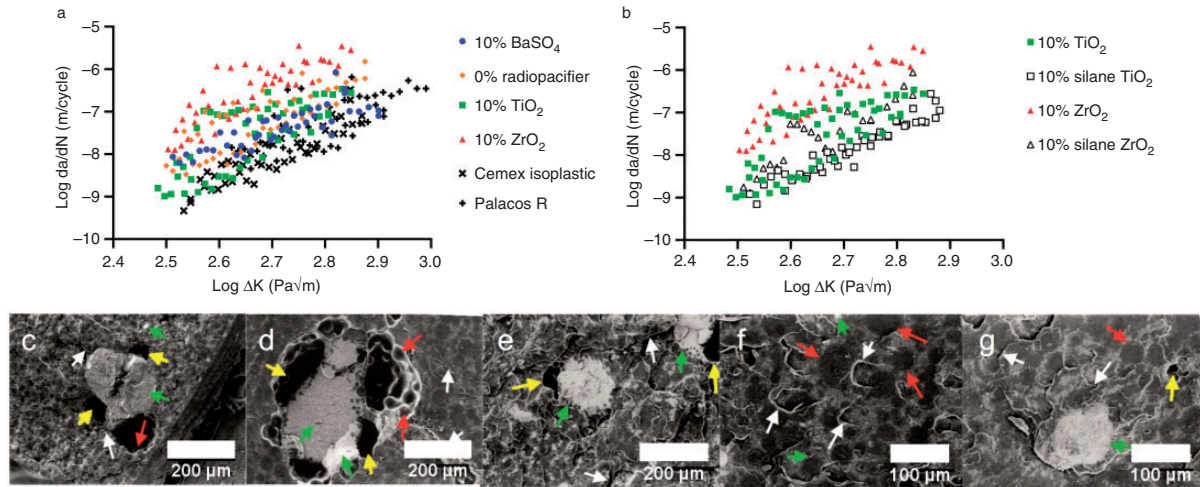 a
−5
−6
−7
−8
−9
−10
Log da/dN (m/cycle)
2.4 2.5 2.6 2.7 2.8 2.9 3.0
Log ΔK (Pa√m)
10% BaSO₄
0% radiopacifier
10% TiO₂
10% ZrO₂
Cemex isoplastic
Palacos R
b
−5
−6
−7
−8
−9
−10
Log da/dN (m/cycle)
2.4 2.5 2.6 2.7 2.8 2.9 3.0
Log ΔK (Pa√m)
10% TiO₂
10% silane TiO₂
10% ZrO₂
10% silane ZrO₂
c
200 µm
d
200 µm
e
200 µm
f
100 µm
g
100 µm